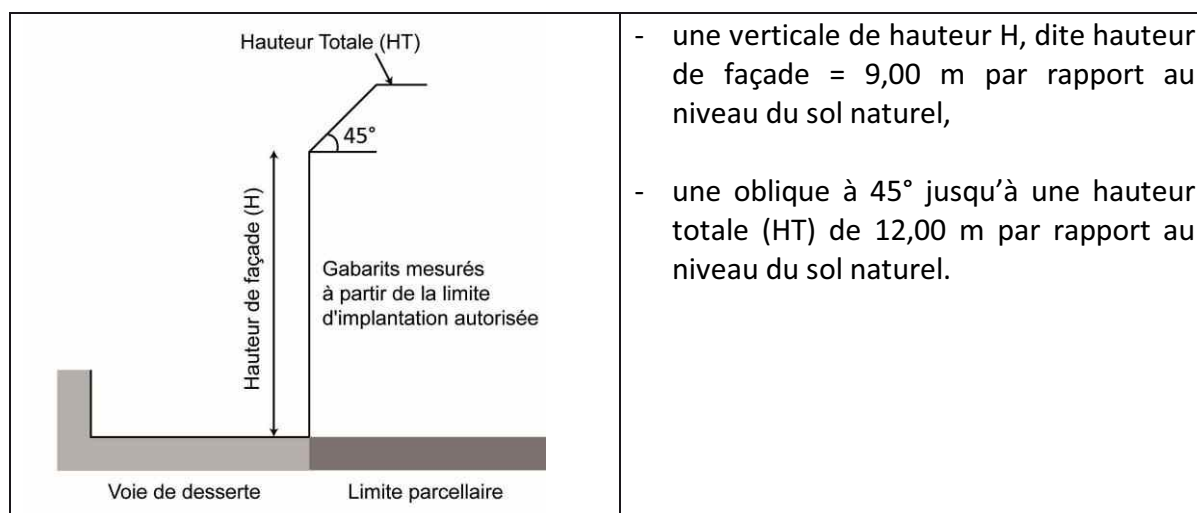 Hauteur Totale (HT)
45°
Hauteur de façade (H)
Gabarits mesurés
à partir de la limite
d'implantation autorisée
Voie de desserte
Limite parcellaire
- une verticale de hauteur H, dite hauteur
de façade = 9,00 m par rapport au
niveau du sol naturel,
- une oblique à 45° jusqu’à une hauteur
totale (HT) de 12,00 m par rapport au
niveau du sol naturel.